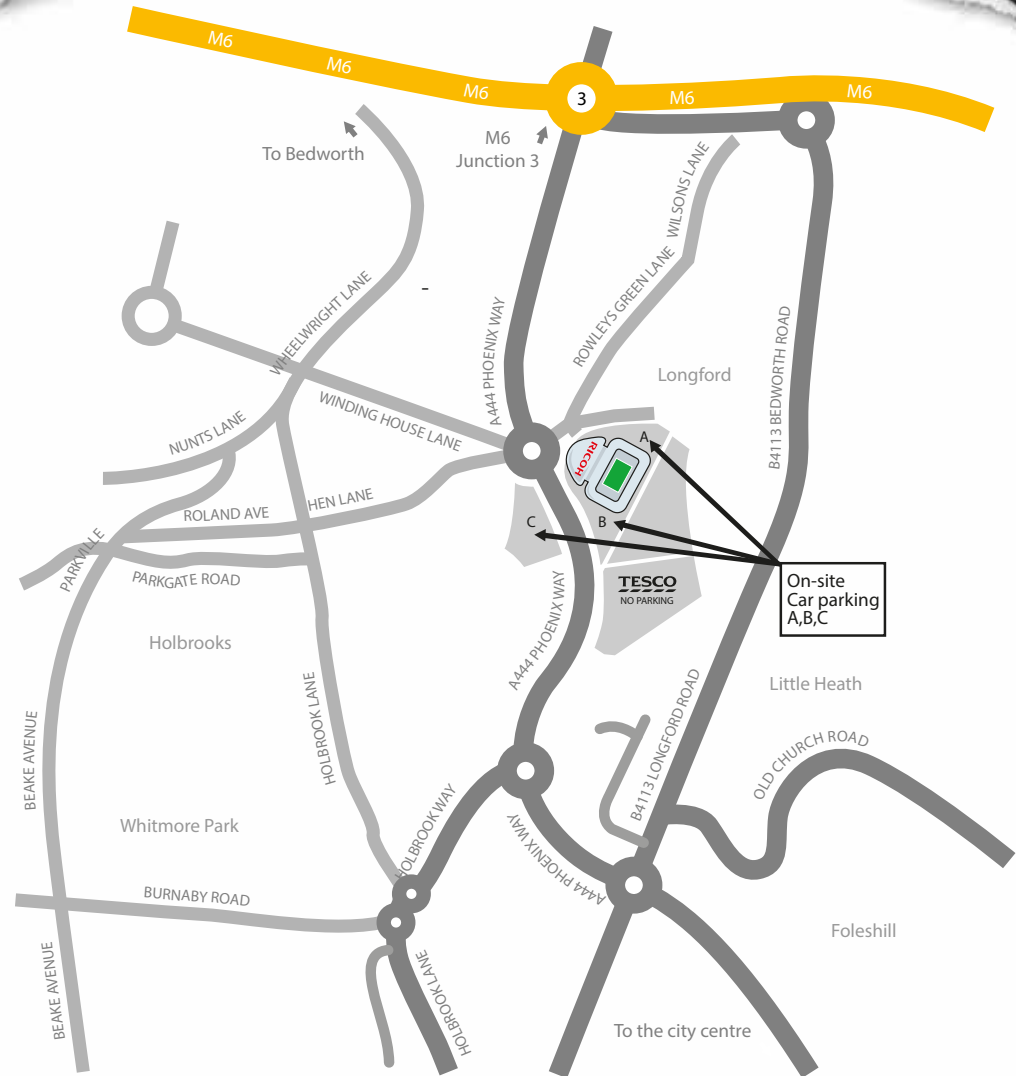 M6
M6
M6
3
M6
M6
To Bedworth
M6
Junction 3
WILSONS LANE
ROWLEYS GREEN LANE
WHEELWRIGHT LANE
A444 PHOENIX WAY
B4113 BEDWORTH ROAD
Longford
WINDING HOUSE LANE
NUNTS LANE
A
RICOH
HEN LANE
ROLAND AVE
C
B
PARKVILLE
PARKGATE ROAD
TESCO
NO PARKING
On-site
Car parking
A,B,C
A444 PHOENIX WAY
Holbrooks
Little Heath
HOLBROOK LANE
B4113 LONGFORD ROAD
BEAKE AVENUE
OLD CHURCH ROAD
Whitmore Park
HOLBROOK WAY
A444 PHOENIX WAY
BURNABY ROAD
Foleshill
BEAKE AVENUE
HOLBROOK LANE
To the city centre